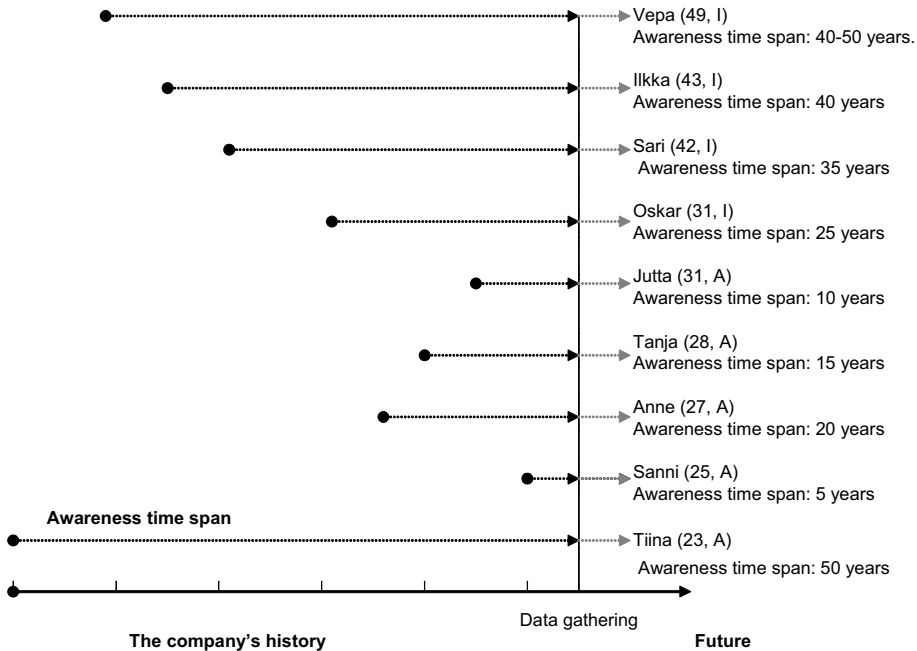 Vepa (49, I)
Awareness time span: 40-50 years.
Ilkka (43, I)
Awareness time span: 40 years
Sari (42, I)
Awareness time span: 35 years
Oskar (31, I)
Awareness time span: 25 years
Jutta (31, A)
Awareness time span: 10 years
Tanja (28, A)
Awareness time span: 15 years
Anne (27, A)
Awareness time span: 20 years
Sanni (25, A)
Awareness time span: 5 years
Awareness time span
Tiina (23, A)
Awareness time span: 50 years
Data gathering
The company’s history
Future